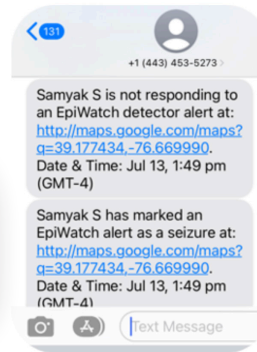 131
+1 (443) 453-5273 >
Samyak S is not responding to
an EpiWatch detector alert at:
http://maps.google.com/maps?
q=39.177434,-76.669990.
Date & Time: Jul 13, 1:49 pm
(GMT-4)
Samyak S has marked an
EpiWatch alert as a seizure at:
http://maps.google.com/maps?
q=39.177434,-76.669990.
Date & Time: Jul 13, 1:49 pm
(GMT-4)
Text Message